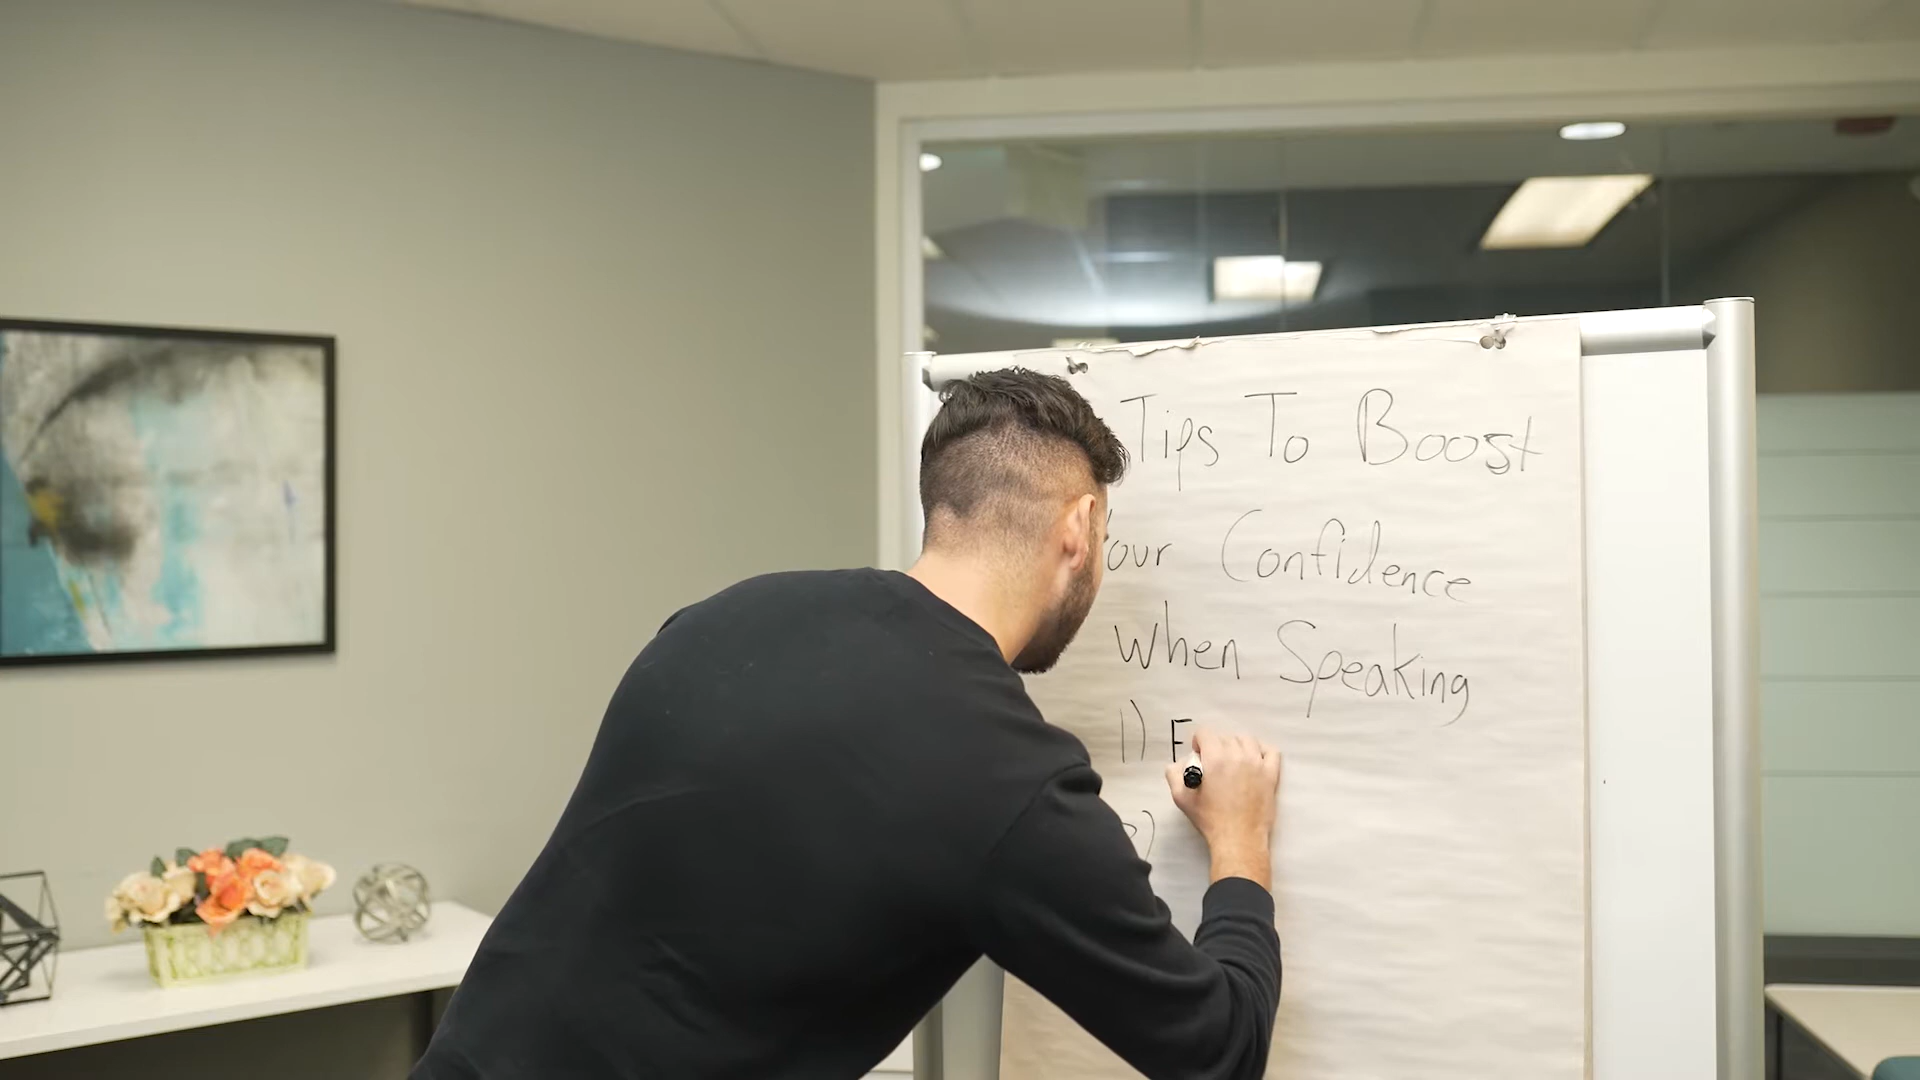 Tips To Boost
our Confidence
when Speaking
1) F
2)